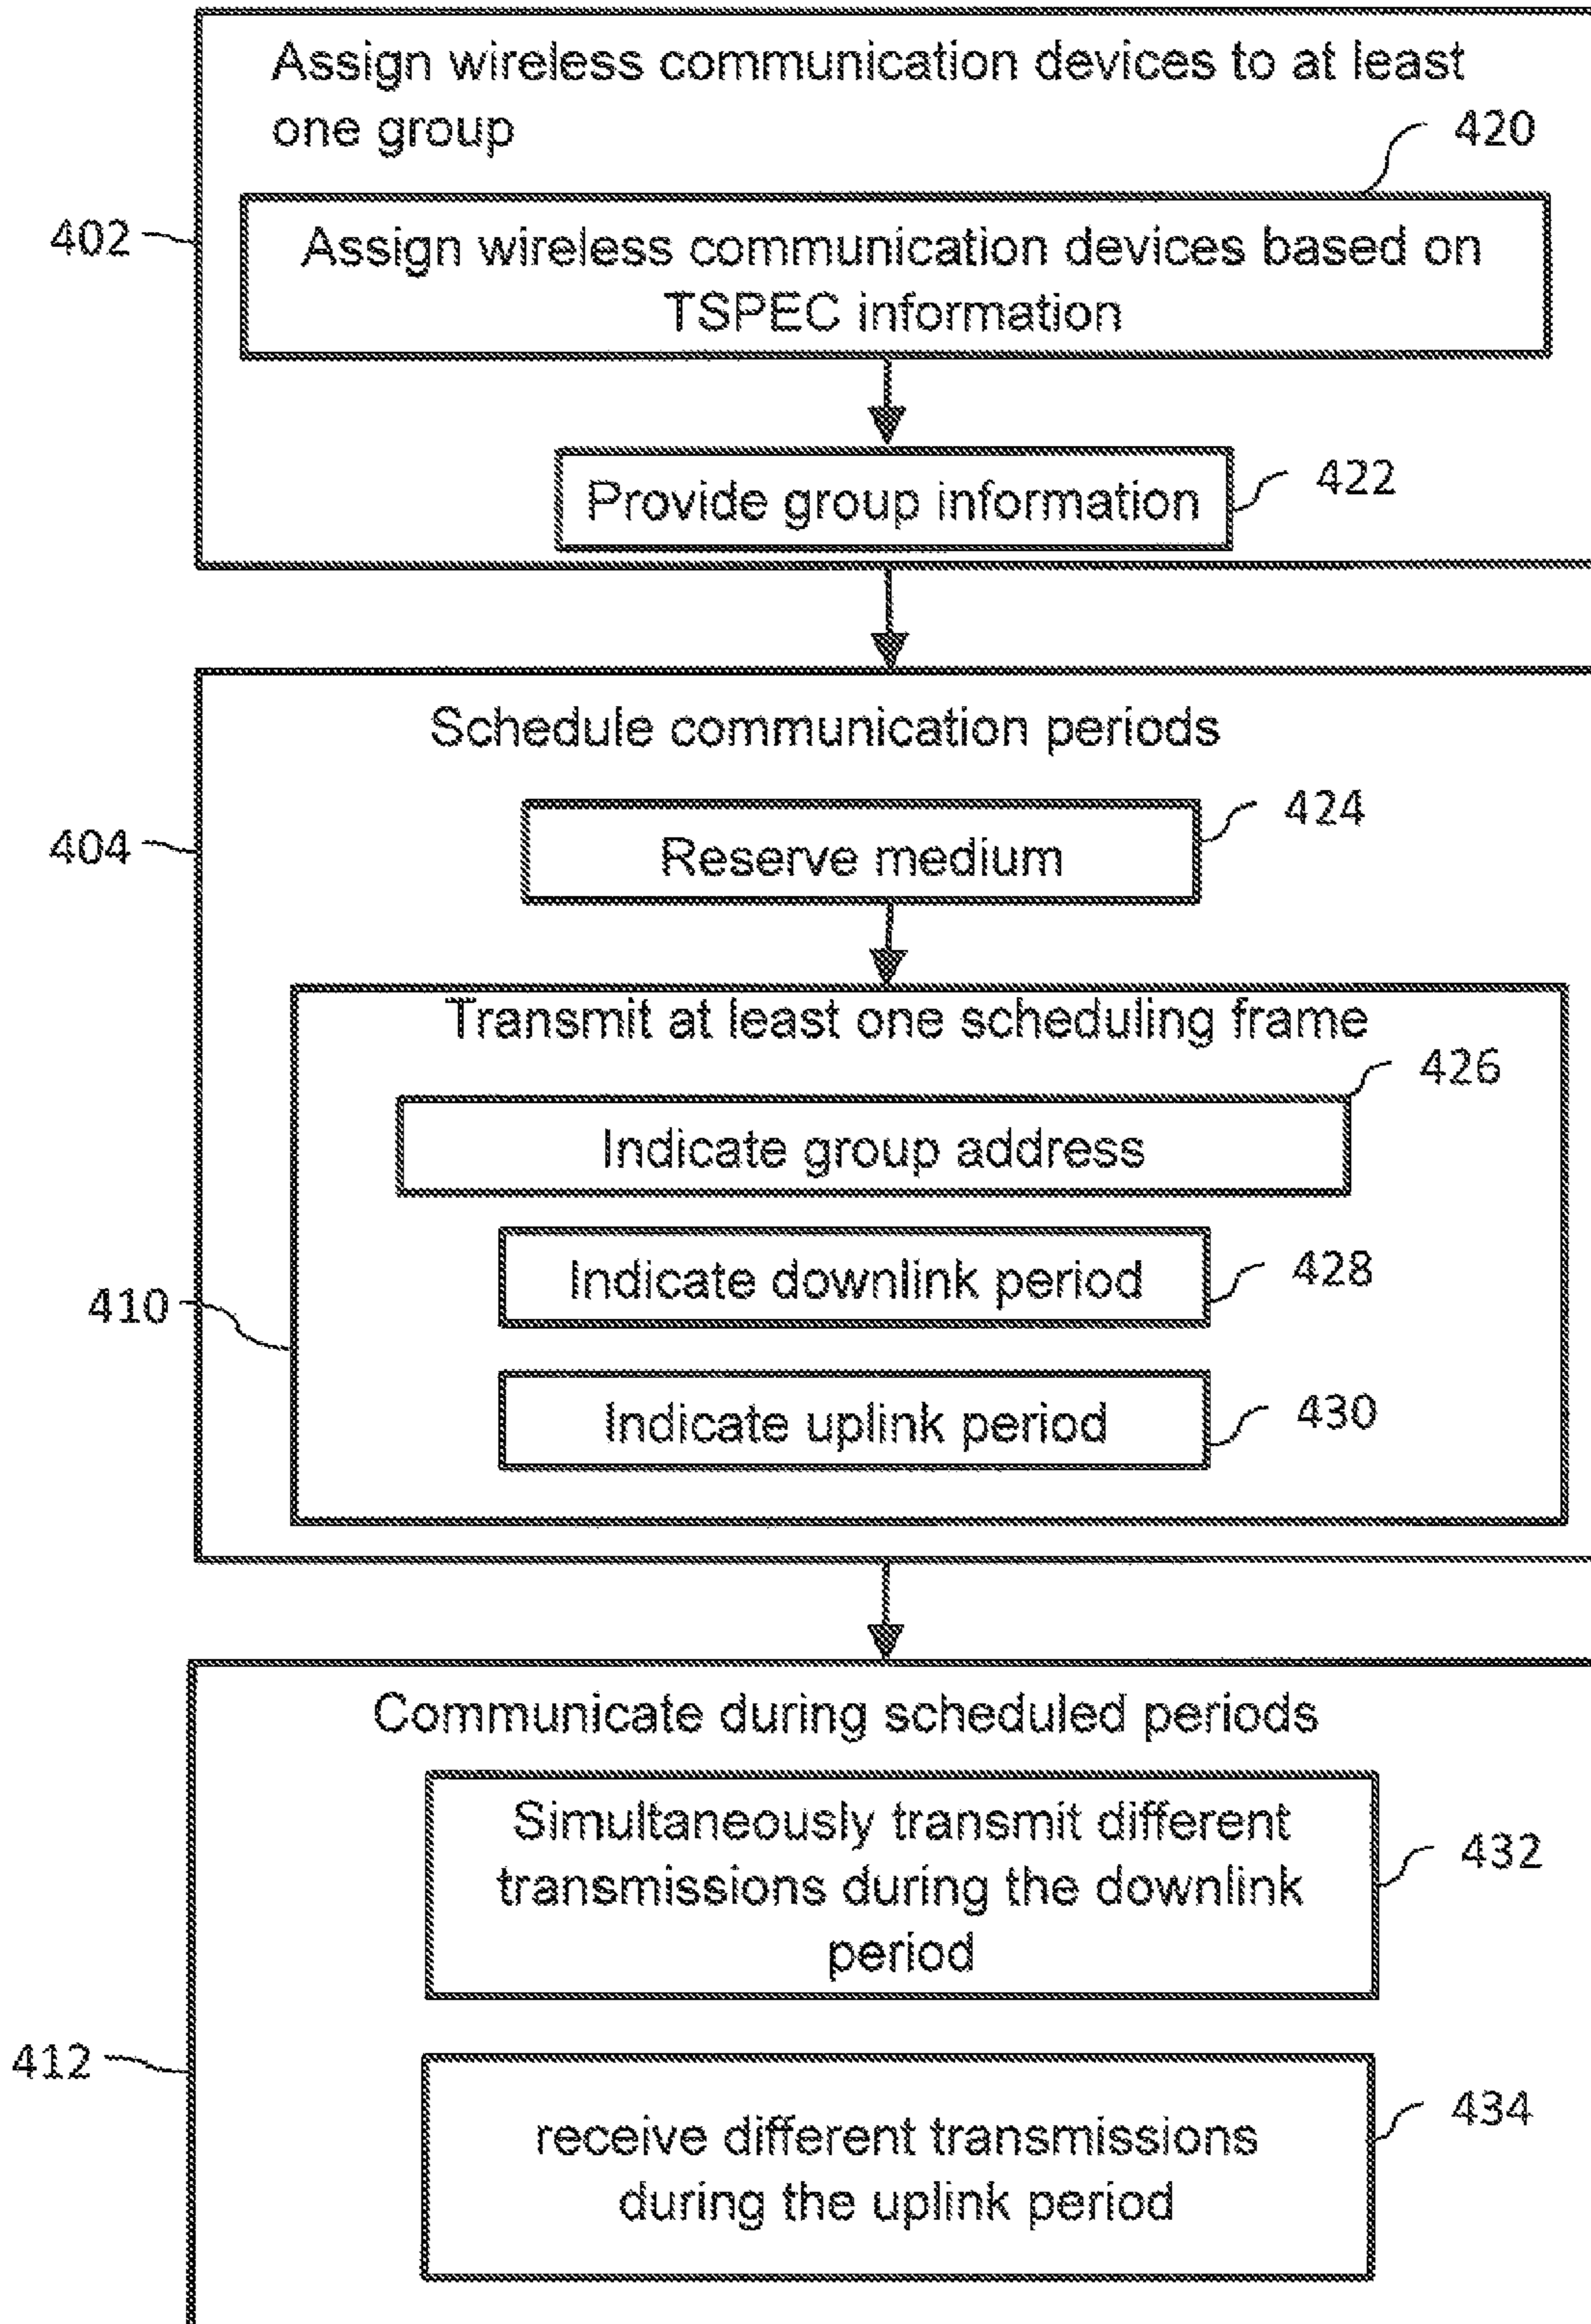 Assign wireless communication devices to at least
one group
420
402
Assign wireless communication devices based on
TSPEC information
422
Provide group information
Schedule communication periods
424
404
Reserve medium
Transmit at least one scheduling frame
426
Indicate group address
428
Indicate downlink period
410
430
Indicate uplink period
Communicate during scheduled periods
Simultaneously transmit different
432
transmissions during the downlink
period
412
434
receive different transmissions
during the uplink period